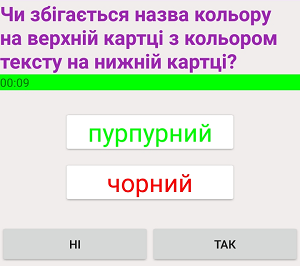 Чи збігається назва кольору
на верхній картці з кольором
тексту на нижній картці?
00:09
пурпурний
чорний
НІ
ТАК